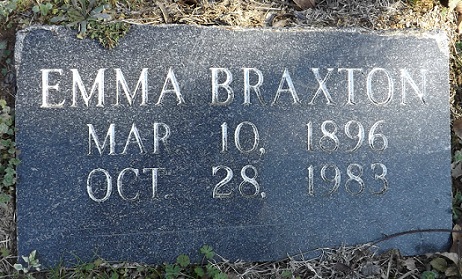 EMMA BRAXTON
MAR 10, 1896
OCT. 28, 1983